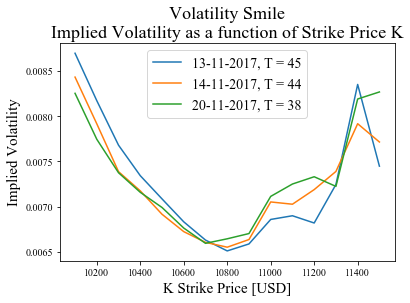 Volatility Smile
Implied Volatility as a function of Strike Price K
13-11-2017, T = 45
14-11-2017, T = 44
20-11-2017, T = 38
Implied Volatility
0.0085
0.0080
0.0075
0.0070
0.0065
10200 10400 10600 10800 11000 11200 11400
K Strike Price [USD]